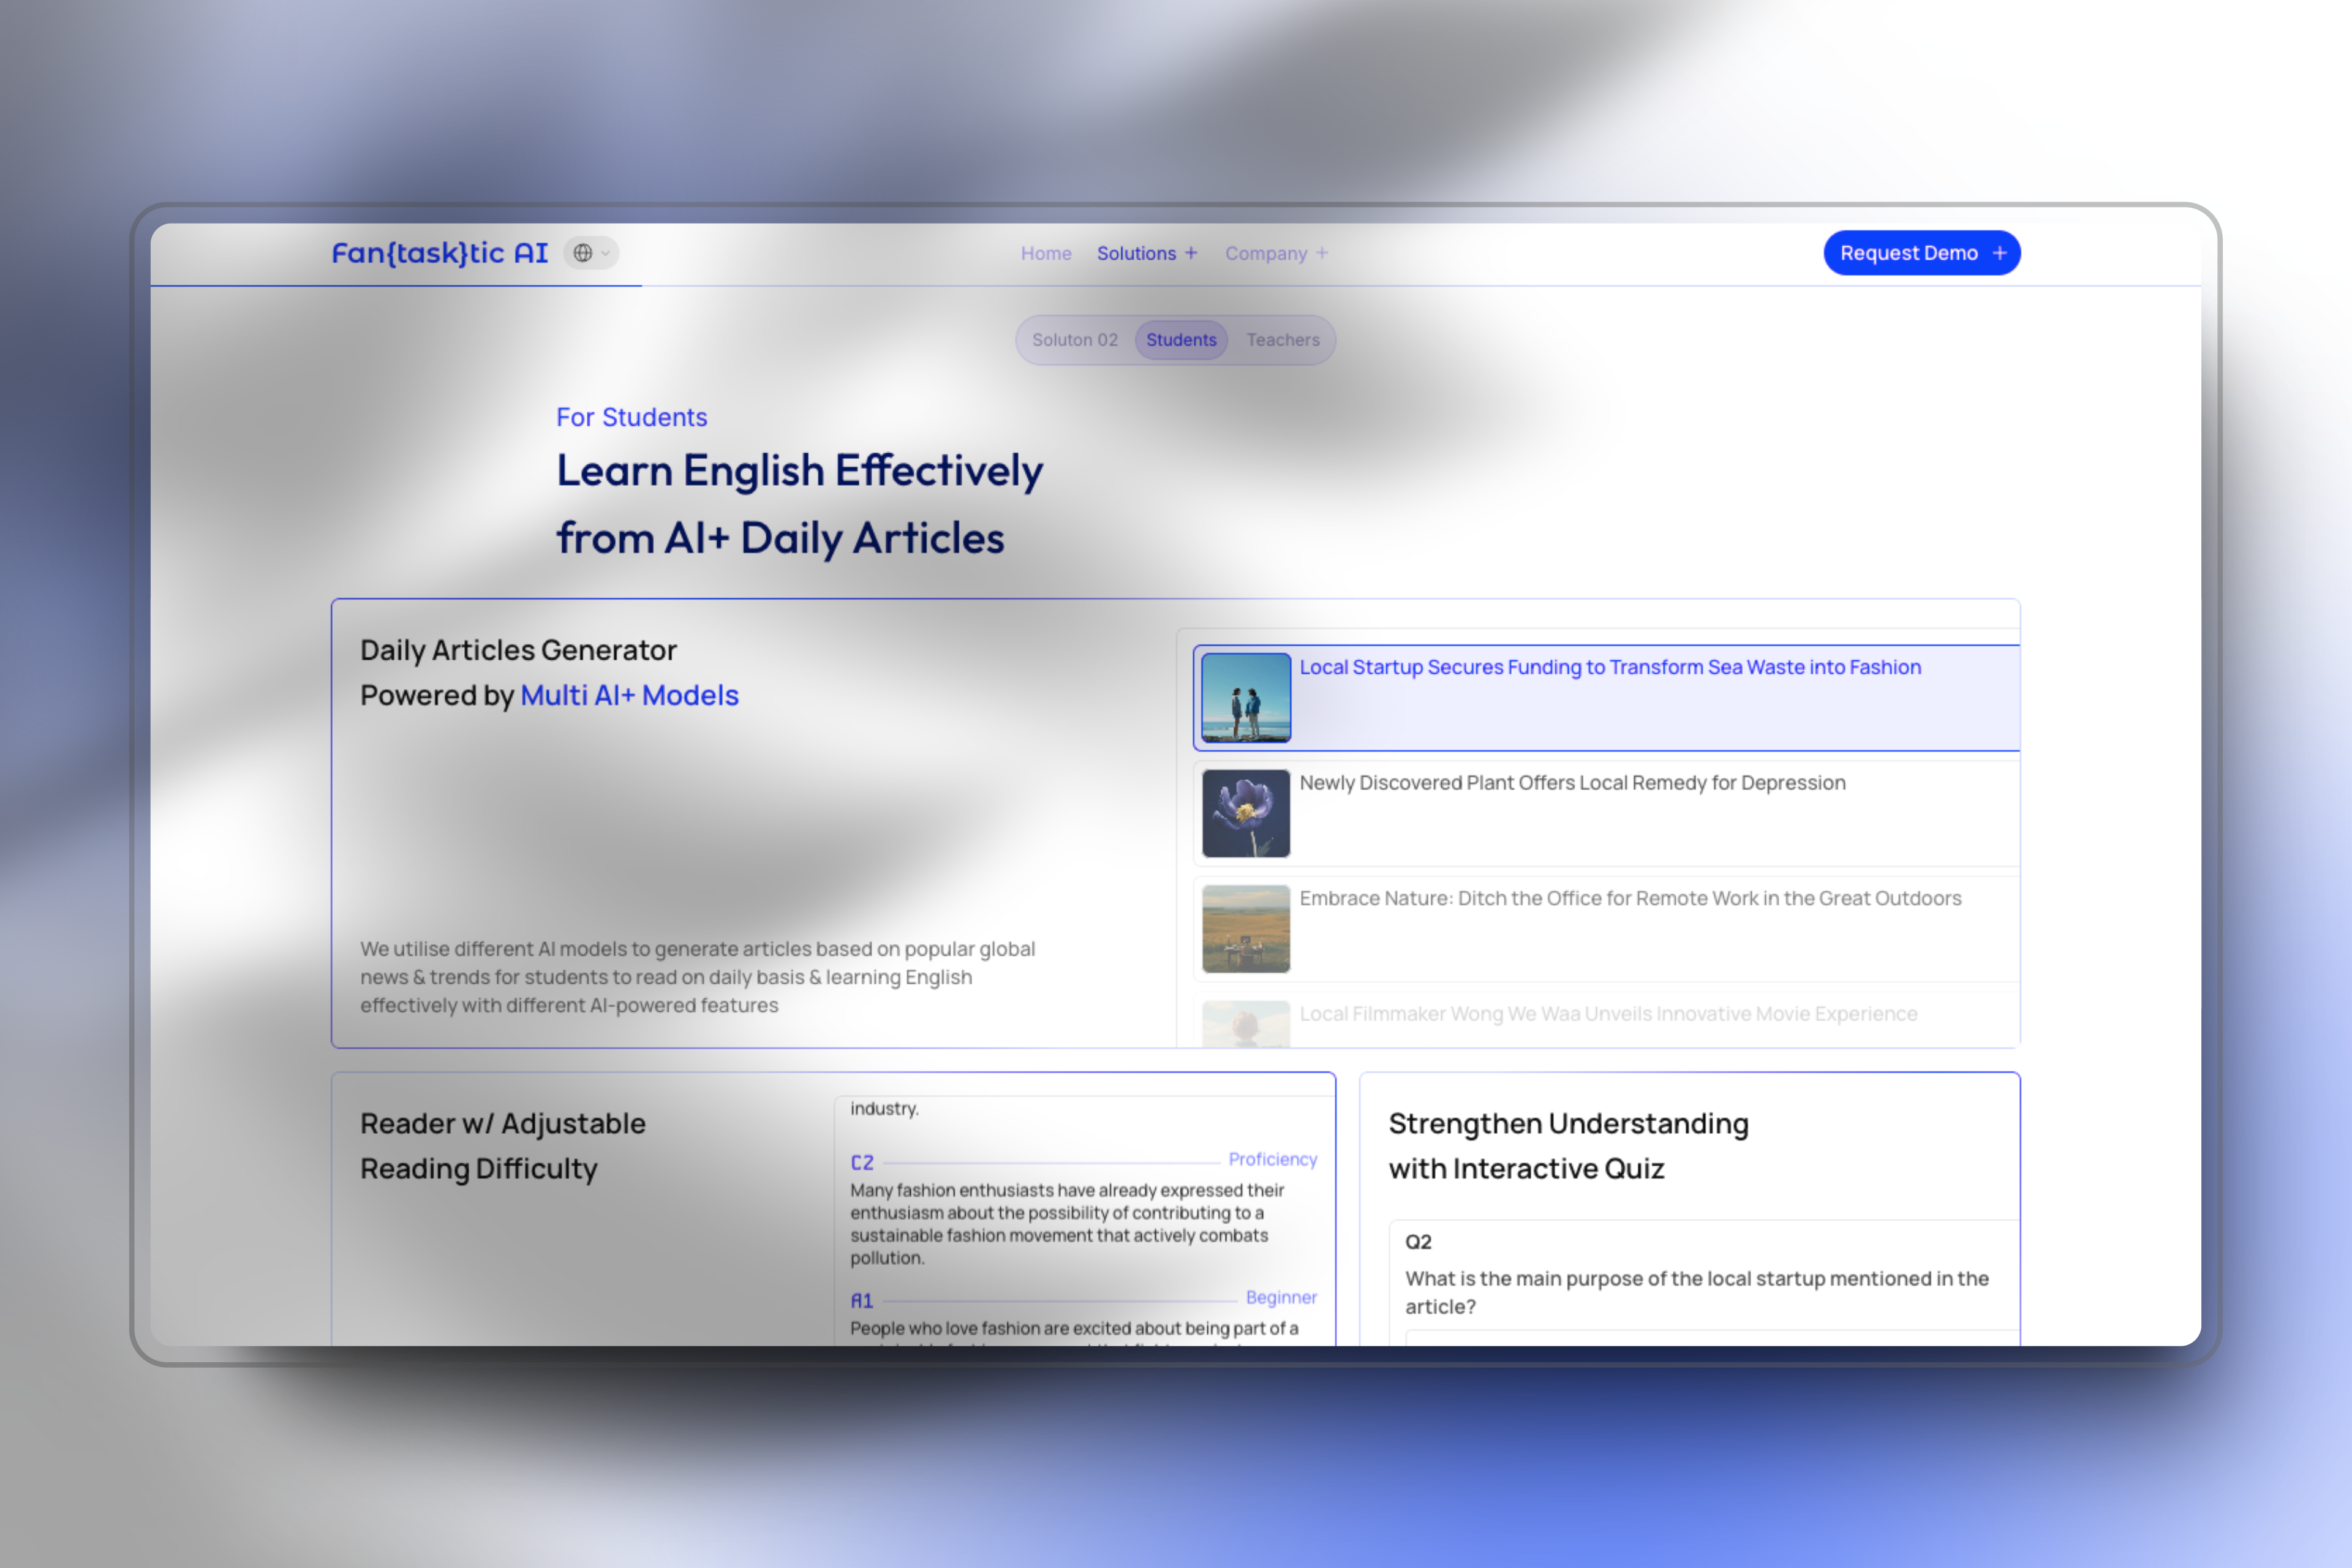 Fan{task}tic AI
Home Solutions + Company +
Request Demo +
Soluton 02 Students Teachers
For Students
Learn English Effectively
from AI+ Daily Articles
Daily Articles Generator
Powered by Multi AI+ Models
We utilise different AI models to generate articles based on popular global
news & trends for students to read on daily basis & learning English
effectively with different AI-powered features
Local Startup Secures Funding to Transform Sea Waste into Fashion
Newly Discovered Plant Offers Local Remedy for Depression
Embrace Nature: Ditch the Office for Remote Work in the Great Outdoors
Local Filmmaker Wong We Waa Unveils Innovative Movie Experience
Reader w/ Adjustable
Reading Difficulty
industry.
C2 Proficiency
Many fashion enthusiasts have already expressed their
enthusiasm about the possibility of contributing to a
sustainable fashion movement that actively combats
pollution.
A1 Beginner
People who love fashion are excited about being part of a
Strengthen Understanding
with Interactive Quiz
Q2
What is the main purpose of the local startup mentioned in the
article?